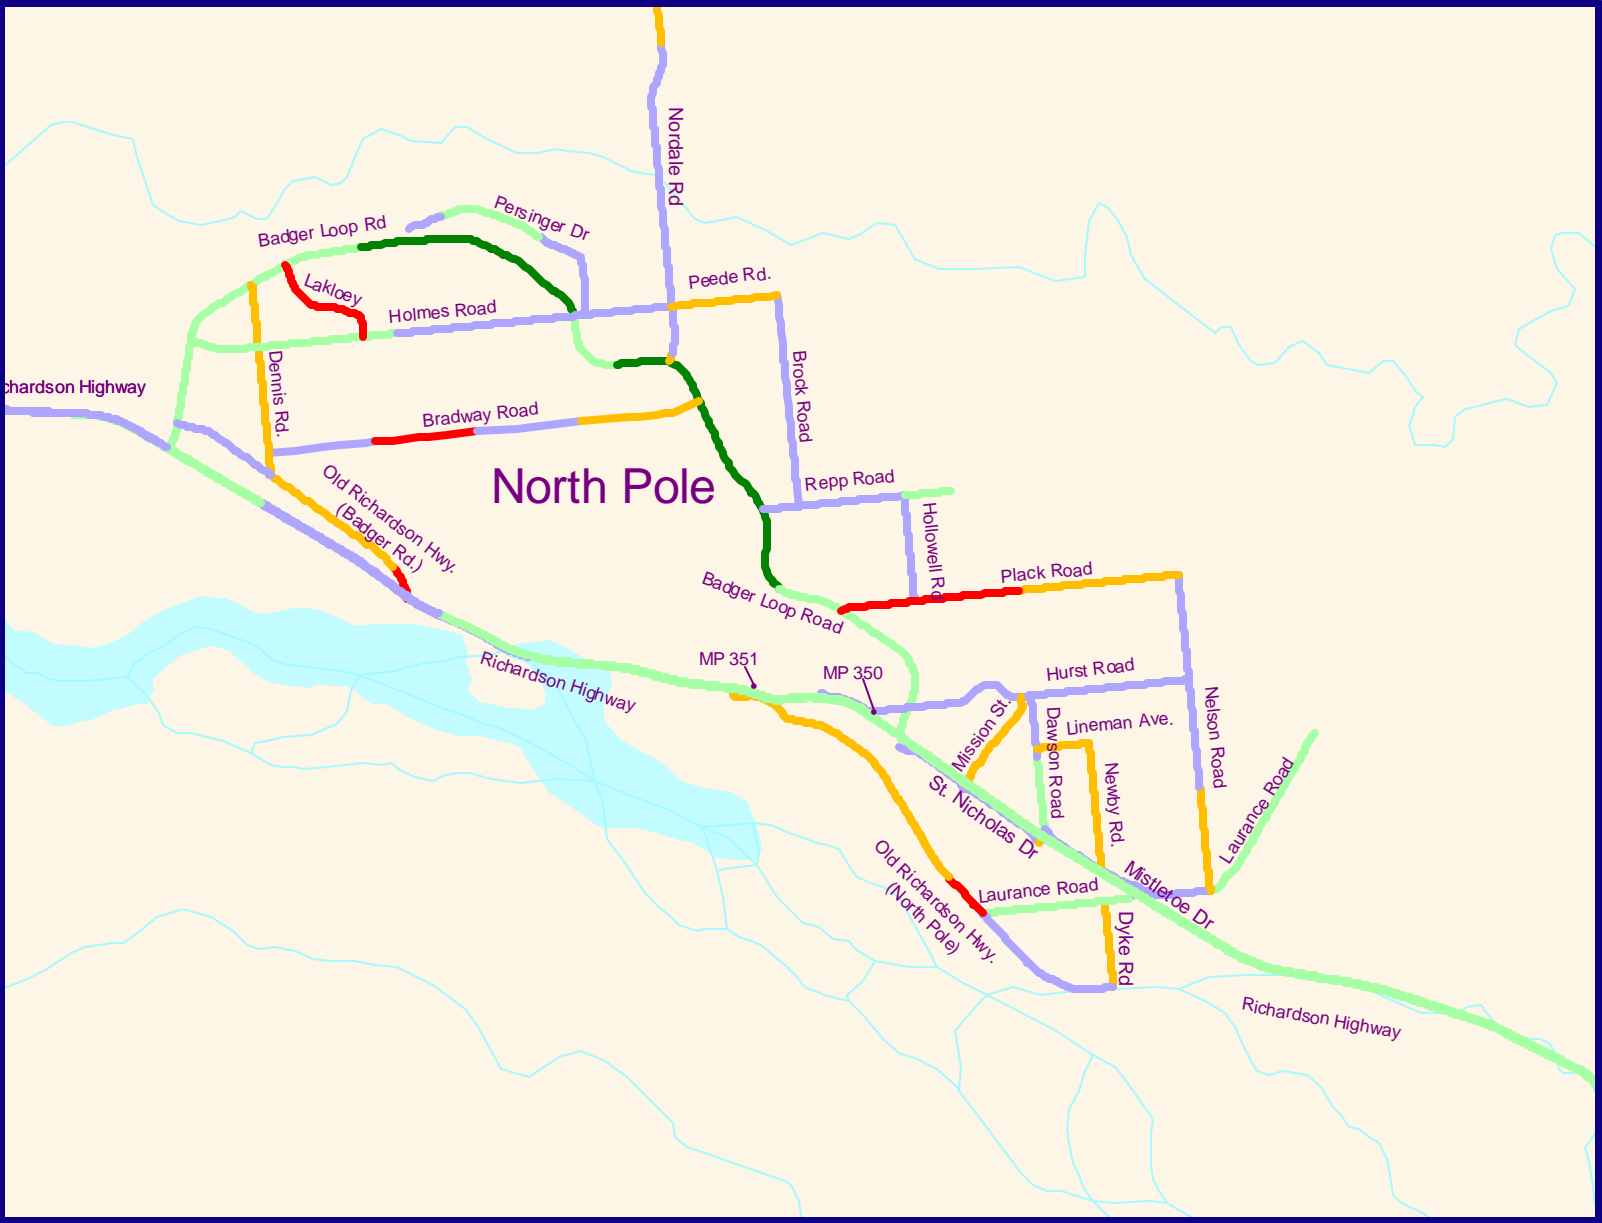 Nordale Rd
Persinger Dr
Badger Loop Rd
Peede Rd.
Lakloey
Holmes Road
chardson Highway
Dennis Rd.
Brock Road
Bradway Road
North Pole
Repp Road
Old Richardson Hwy.
(Badger Rd.)
Hollowell Rd
Plack Road
Badger Loop Road
MP 351
MP 350
Hurst Road
Richardson Highway
Mission St.
Dawson Road
Lineman Ave.
Nelson Road
Newby Rd.
Laurance Road
St. Nicholas Dr
Old Richardson Hwy.
(North Pole)
Laurance Road
Mistletoe Dr
Dyke Rd
Richardson Highway